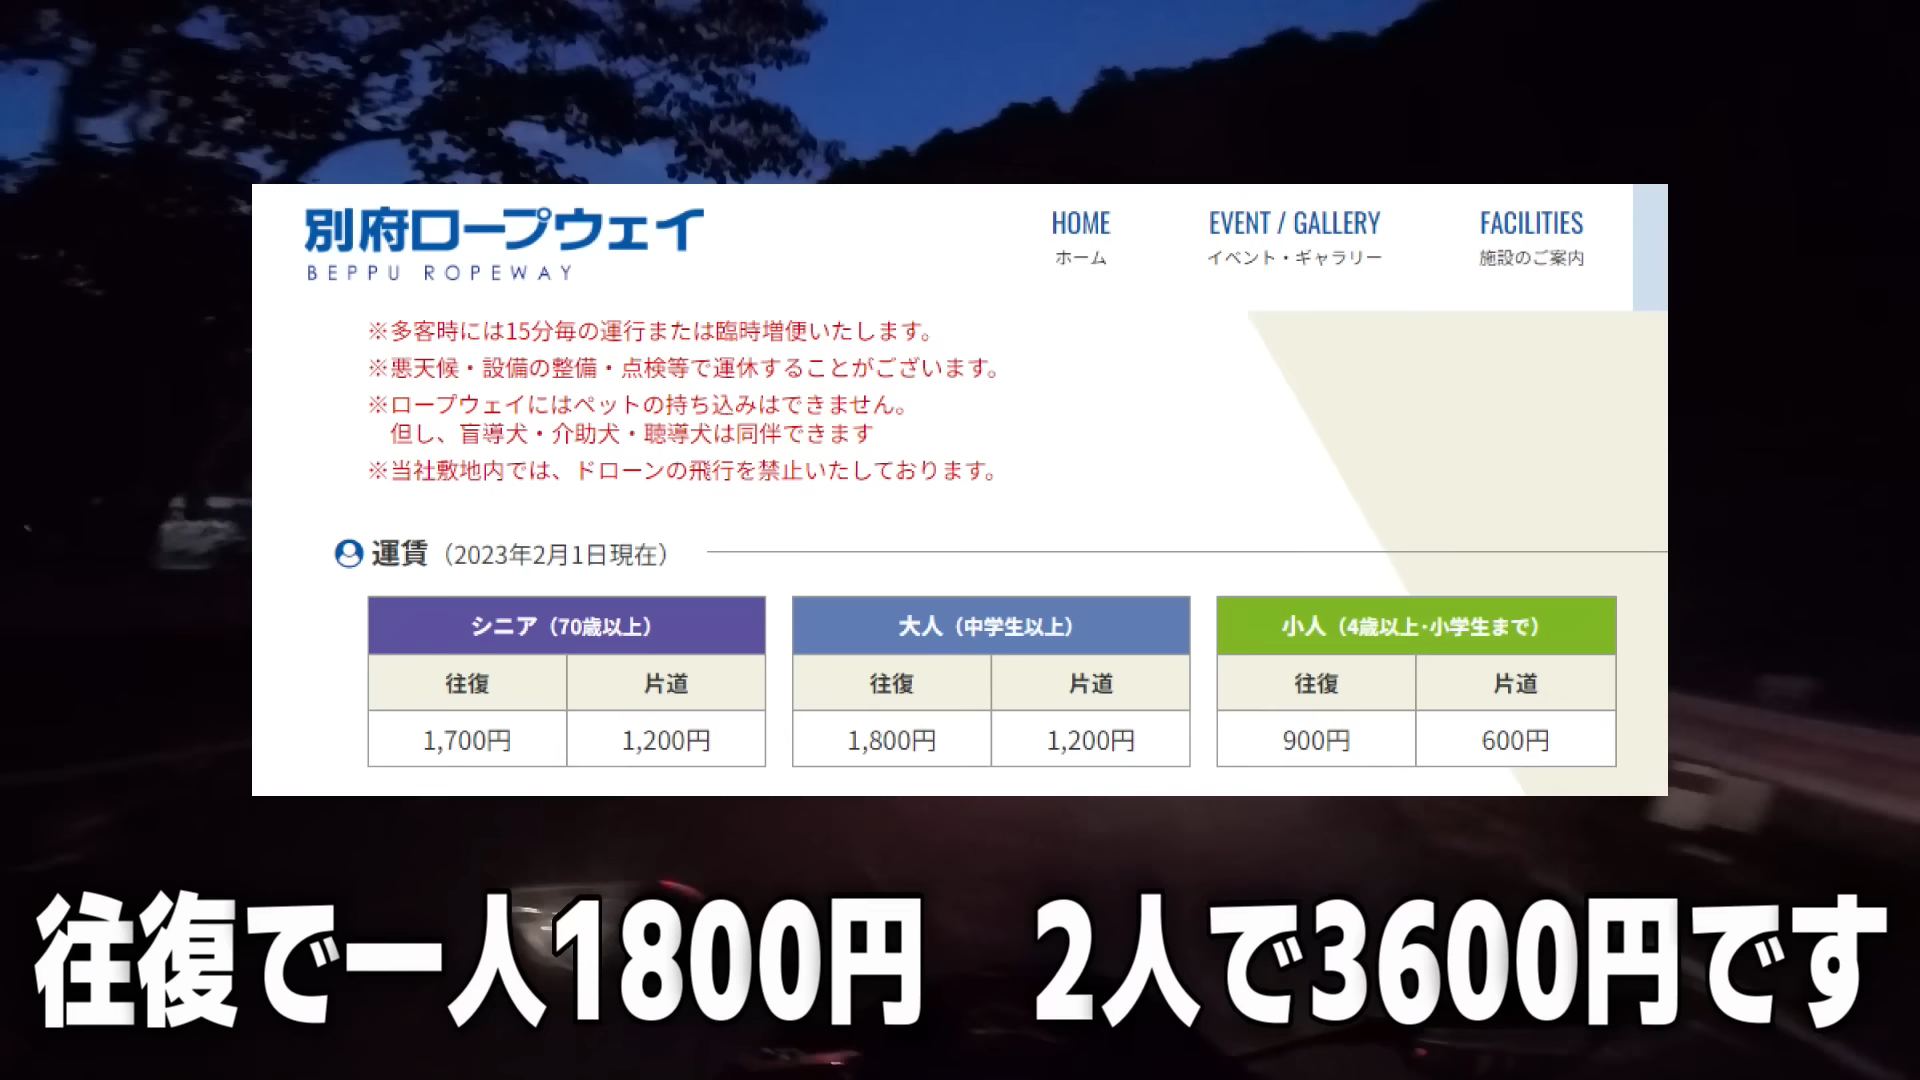 別府ロープウェイ
BEPPU ROPEWAY
HOME
ホーム
EVENT / GALLERY
イベント・ギャラリー
FACILITIES
施設のご案内
※多客時には15分毎の運行または臨時増便いたします。
※悪天候・設備の整備・点検等で運休することがございます。
※ロープウェイにはペットの持ち込みはできません。
但し、盲導犬・介助犬・聴導犬は同伴できます
※当社敷地内では、ドローンの飛行を禁止いたしております。
運賃（2023年2月1日現在）
シニア（70歳以上）
往復 片道
1,700円 1,200円
大人（中学生以上）
往復 片道
1,800円 1,200円
小人（4歳以上･小学生まで）
往復 片道
900円 600円
往復で一人1800円　2人で3600円です